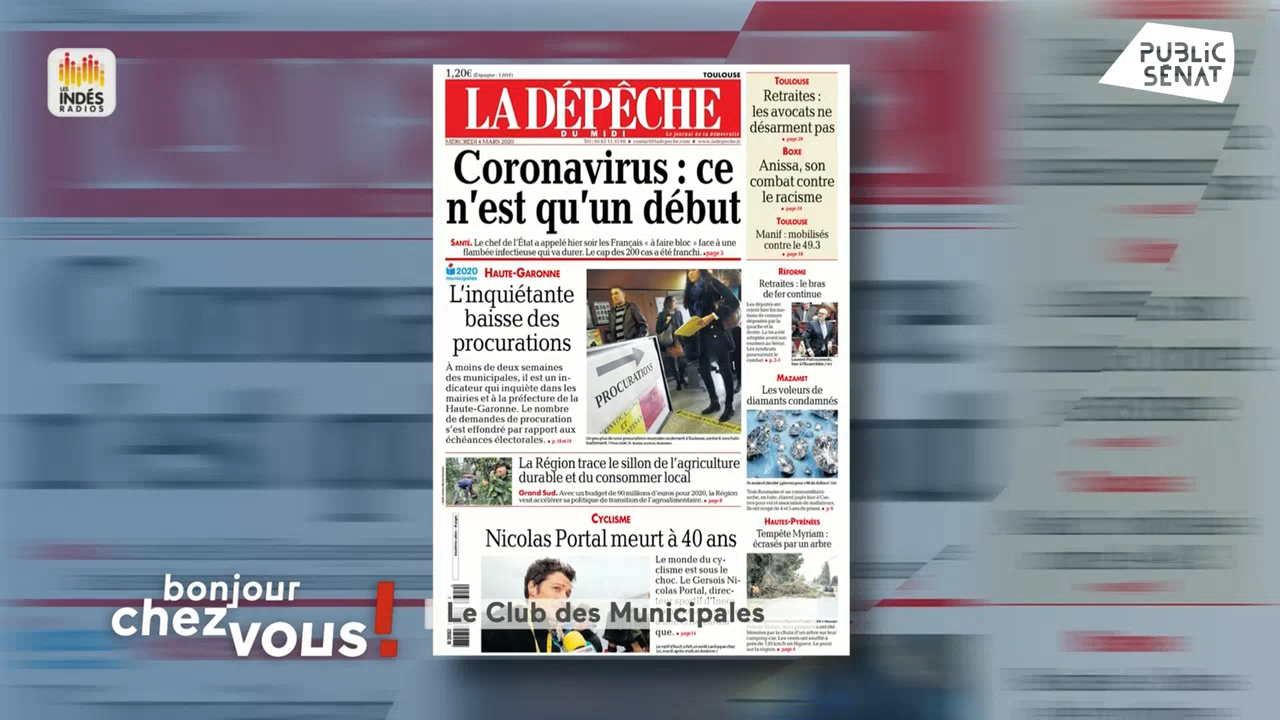 LES
INDÉS
RADIOS
PUBLIC
SÉNAT
1,20€
TOULOUSE
LA DÉPÊCHE
DU MIDI
Le journal de la démocratie
MERCREDI 4 MARS 2020
Coronavirus : ce
n'est qu'un début
SANTÉ. Le chef de l'État a appelé hier soir les Français « à faire bloc » face à une
flambée infectieuse qui va durer. Le cap des 200 cas a été franchi. page 5
2020
municipales
HAUTE-GARONNE
L'inquiétante
baisse des
procurations
À moins de deux semaines
des municipales, il est un in-
dicateur qui inquiète dans les
mairies et à la préfecture de la
Haute-Garonne. Le nombre
de demandes de procuration
s'est effondré par rapport aux
échéances électorales.
PROCURATIONS
La Région trace le sillon de l'agriculture
durable et du consommer local
Grand Sud. Avec un budget de 90 millions d'euros pour 2020, la Région
veut accélérer sa politique de transition de l'agroalimentaire.
CYCLISME
Nicolas Portal meurt à 40 ans
Le monde du cy-
clisme est sous le
choc. Le Gersois Ni-
colas Portal, direc-
que. page 14
TOULOUSE
Retraites :
les avocats ne
désarment pas
BOXE
Anissa, son
combat contre
le racisme
TOULOUSE
Manif : mobilisés
contre le 49.3
RÉFORME
Retraites : le bras
de fer continue
MAZAMET
Les voleurs de
diamants condamnés
HAUTES-PYRÉNÉES
Tempête Myriam :
écrasés par un arbre
bonjour
chez
vous !
Le Club des Municipales